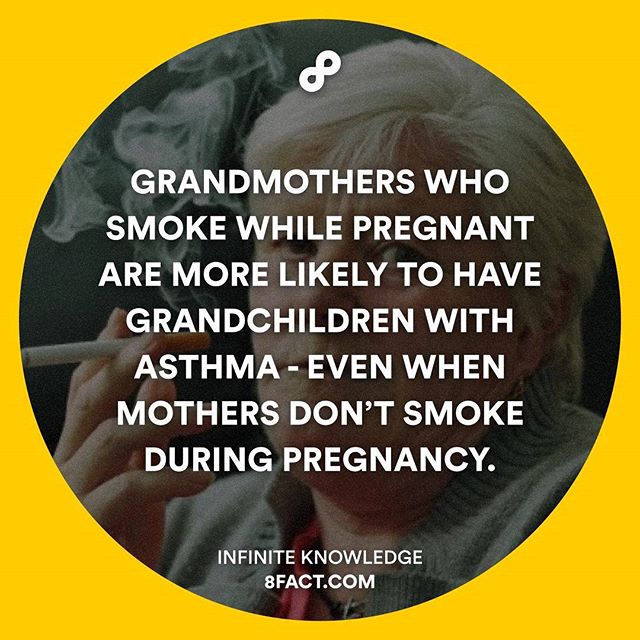 GRANDMOTHERS WHO
SMOKE WHILE PREGNANT
ARE MORE LIKELY TO HAVE
GRANDCHILDREN WITH
ASTHMA - EVEN WHEN
MOTHERS DON’T SMOKE
DURING PREGNANCY.
INFINITE KNOWLEDGE
8FACT.COM